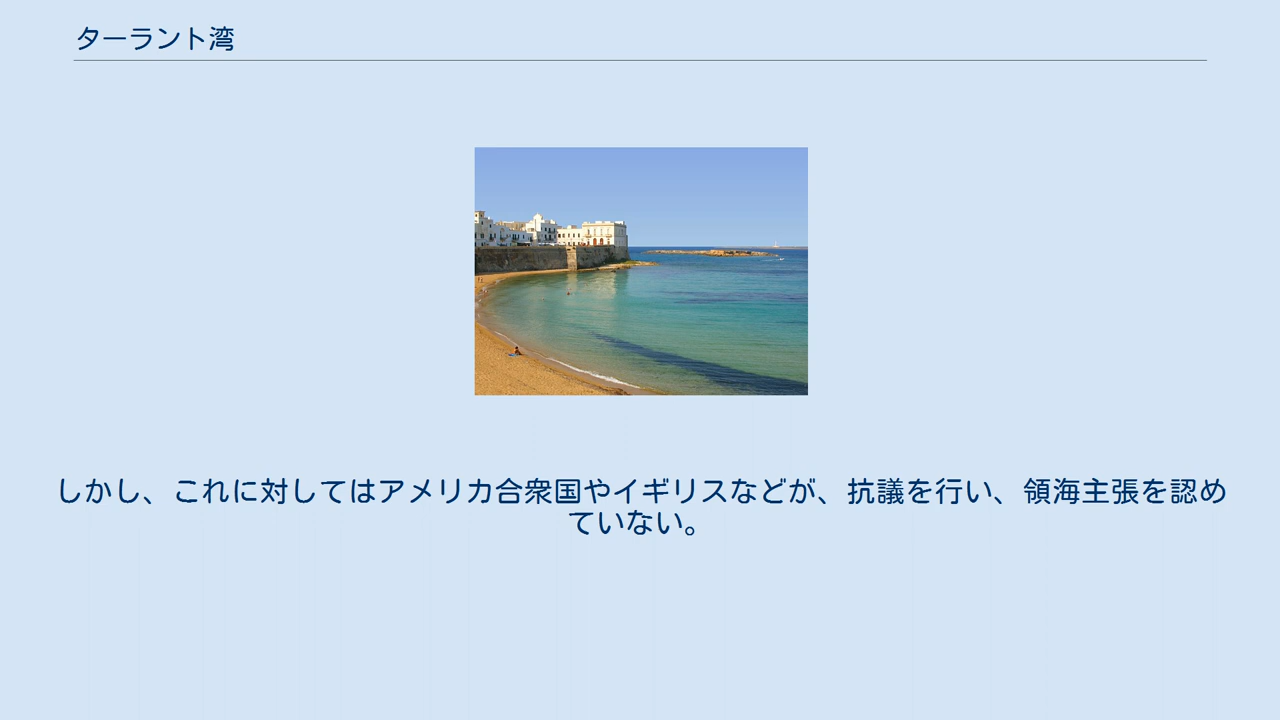 ターラント湾
しかし、これに対してはアメリカ合衆国やイギリスなどが、抗議を行い、領海主張を認め
ていない。